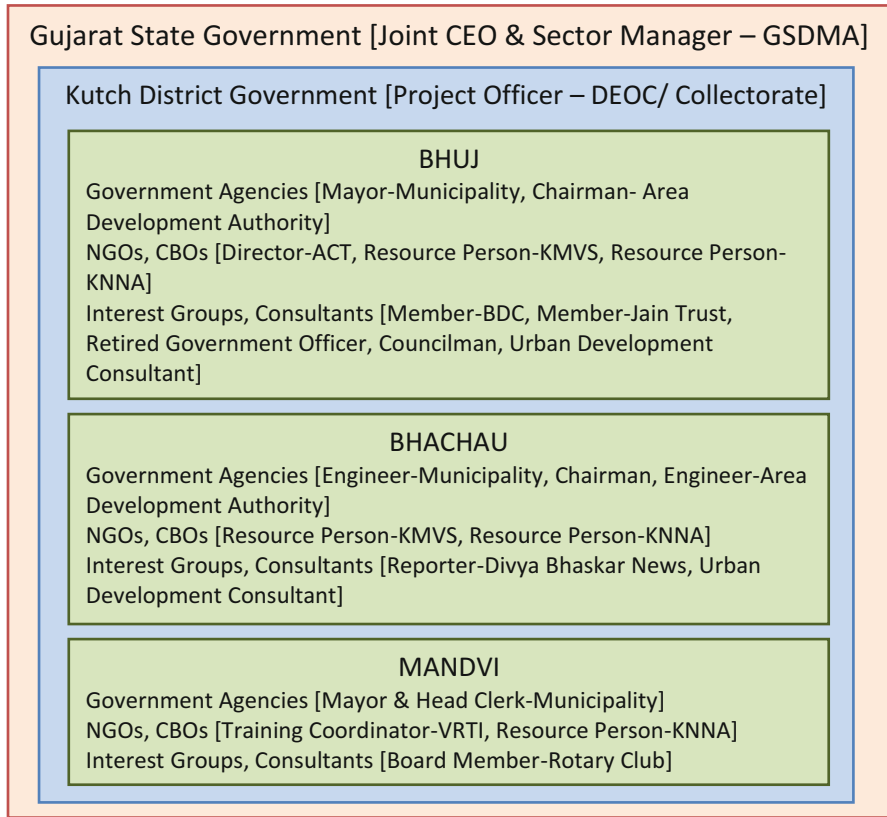 Gujarat State Government [Joint CEO & Sector Manager – GSDMA]
Kutch District Government [Project Officer – DEOC/ Collectorate]
BHUJ
Government Agencies [Mayor-Municipality, Chairman- Area
Development Authority]
NGOs, CBOs [Director-ACT, Resource Person-KMVS, Resource Person-
KNNA]
Interest Groups, Consultants [Member-BDC, Member-Jain Trust,
Retired Government Officer, Councilman, Urban Development
Consultant]
BHACHAU
Government Agencies [Engineer-Municipality, Chairman, Engineer-Area
Development Authority]
NGOs, CBOs [Resource Person-KMVS, Resource Person-KNNA]
Interest Groups, Consultants [Reporter-Divya Bhaskar News, Urban
Development Consultant]
MANDVI
Government Agencies [Mayor & Head Clerk-Municipality]
NGOs, CBOs [Training Coordinator-VRTI, Resource Person-KNNA]
Interest Groups, Consultants [Board Member-Rotary Club]